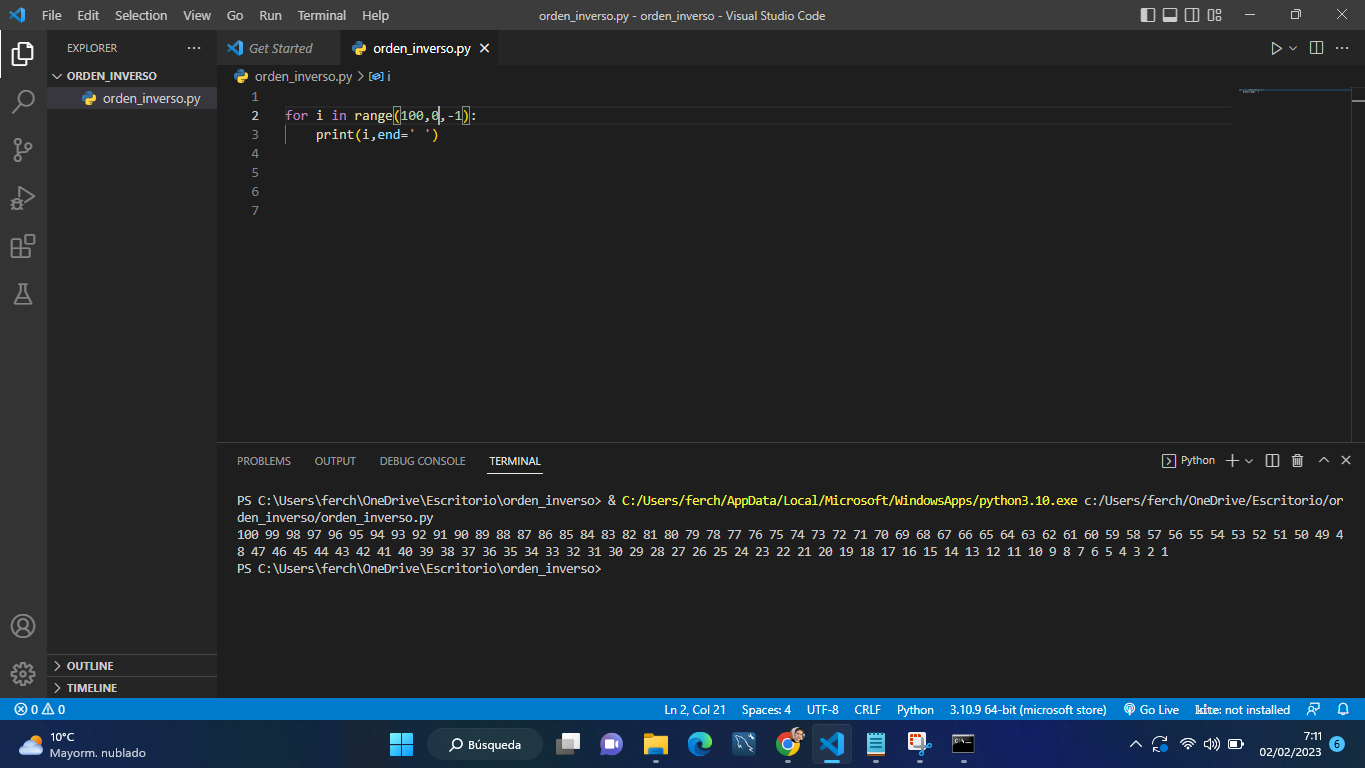 File Edit Selection View Go Run Terminal Help
orden_inverso.py - orden_inverso - Visual Studio Code
EXPLORER
ORDEN_INVERSO
orden_inverso.py
OUTLINE
TIMELINE
Get Started
orden_inverso.py
orden_inverso.py > i
1
2 for i in range(100,0,-1):
3 print(i,end=' ')
4
5
6
7
PROBLEMS OUTPUT DEBUG CONSOLE TERMINAL
Python
PS C:\Users\ferch\OneDrive\Escritorio\orden_inverso> & C:/Users/ferch/AppData/Local/Microsoft/WindowsApps/python3.10.exe c:/Users/ferch/OneDrive/Escritorio/or
den_inverso/orden_inverso.py
100 99 98 97 96 95 94 93 92 91 90 89 88 87 86 85 84 83 82 81 80 79 78 77 76 75 74 73 72 71 70 69 68 67 66 65 64 63 62 61 60 59 58 57 56 55 54 53 52 51 50 49 4
8 47 46 45 44 43 42 41 40 39 38 37 36 35 34 33 32 31 30 29 28 27 26 25 24 23 22 21 20 19 18 17 16 15 14 13 12 11 10 9 8 7 6 5 4 3 2 1
PS C:\Users\ferch\OneDrive\Escritorio\orden_inverso>
0 0 Ln 2, Col 21 Spaces: 4 UTF-8 CRLF Python 3.10.9 64-bit (microsoft store) Go Live kite: not installed
10°C
Mayorm. nublado
Búsqueda
7:11
02/02/2023
6